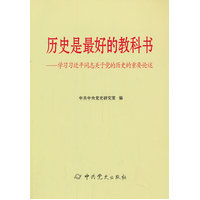 历史是最好的教科书
——学习习近平同志关于党的历史的重要论述
中共中央党史研究室 编
中共党史出版社